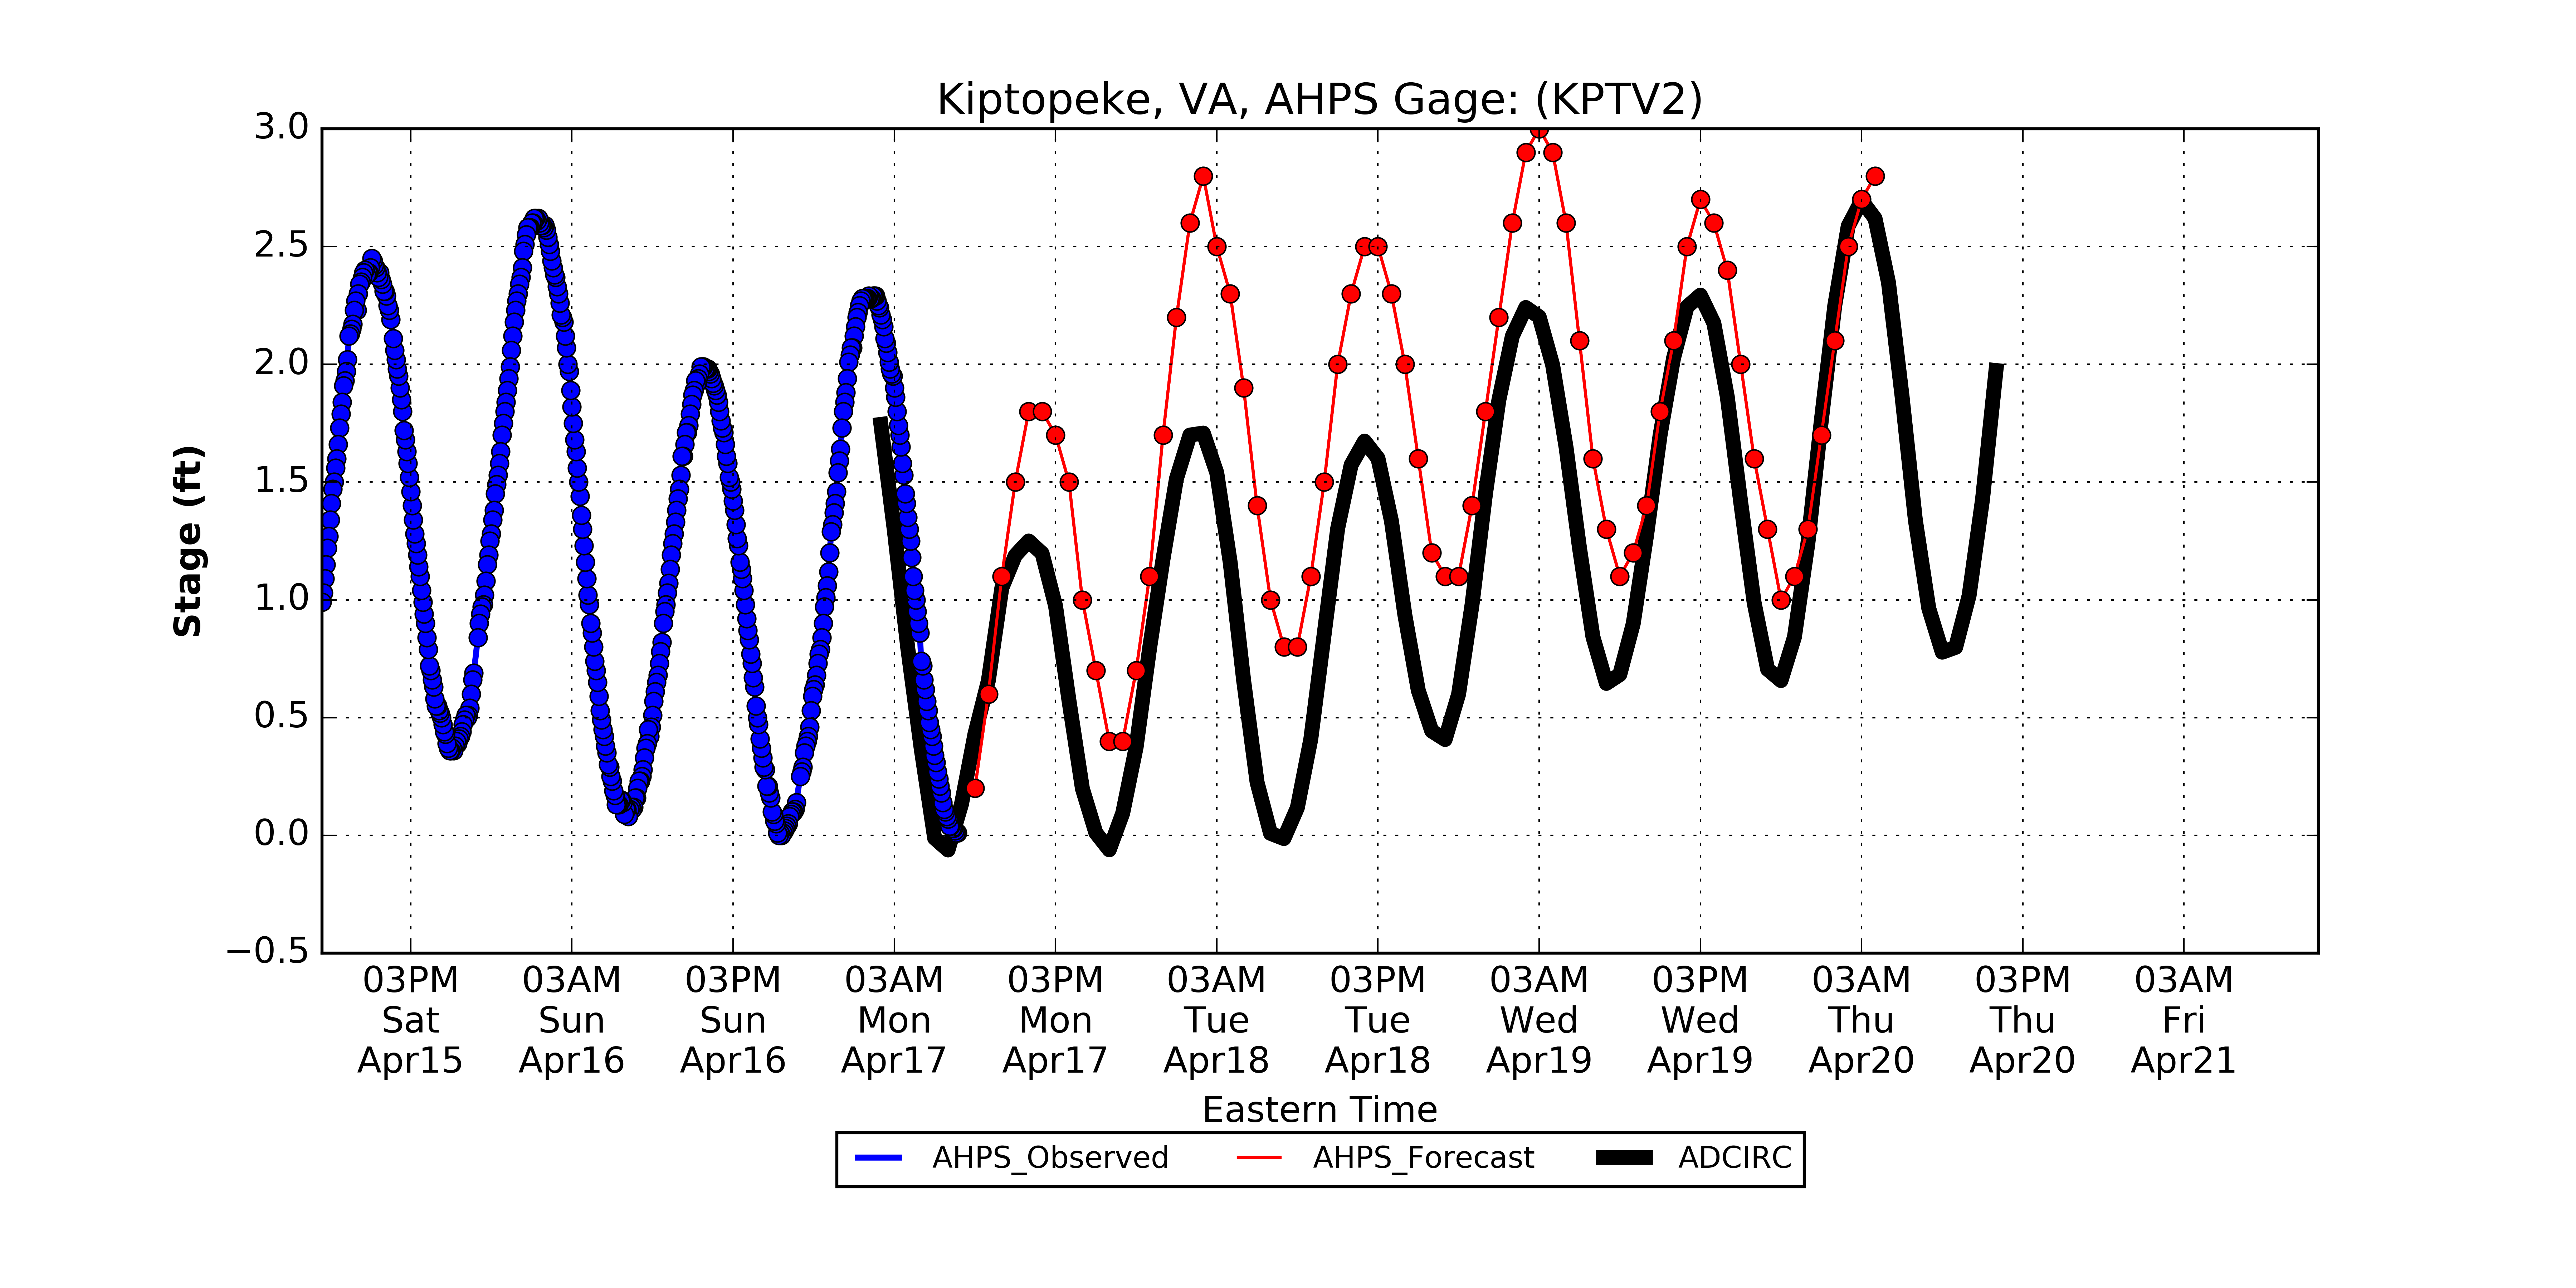 Kiptopeke, VA, AHPS Gage: (KPTV2)
3.0
2.5
2.0
1.5
1.0
0.5
0.0
−0.5
Stage (ft)
03PM 03AM 03PM 03AM 03PM 03AM 03PM 03AM 03PM 03AM 03PM 03AM
Sat Sun Sun Mon Mon Tue Tue Wed Wed Thu Thu Fri
Apr15 Apr16 Apr16 Apr17 Apr17 Apr18 Apr18 Apr19 Apr19 Apr20 Apr20 Apr21
Eastern Time
AHPS_Observed AHPS_Forecast ADCIRC